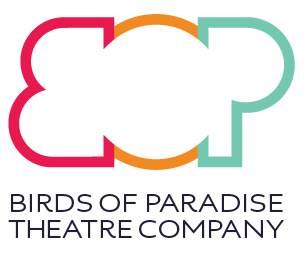 BOP
BIRDS OF PARADISE
THEATRE COMPANY